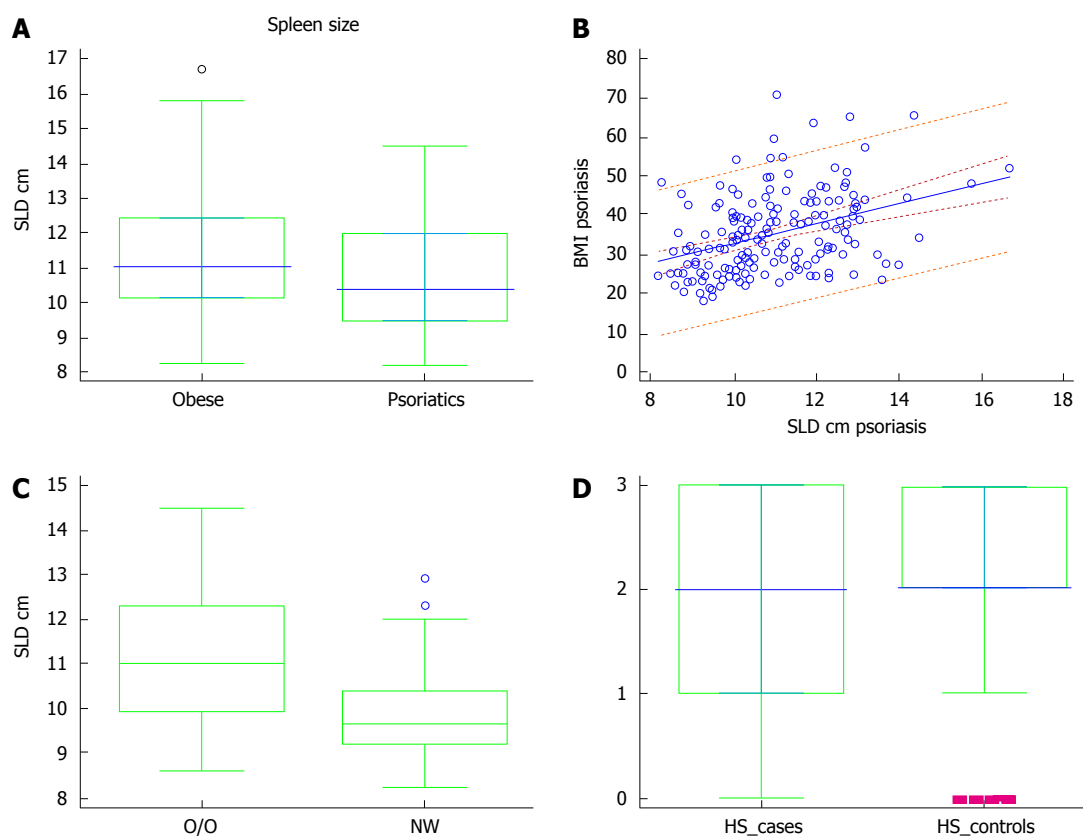 A
Spleen size
SLD cm
17
16
15
14
13
12
11
10
9
8
Obese
Psoriatics
B
BMI psoriasis
80
70
60
50
40
30
20
10
0
8
10
12
14
16
18
SLD cm psoriasis
C
SLD cm
15
14
13
12
11
10
9
8
O/O
NW
D
3
2
1
0
HS_cases
HS_controls